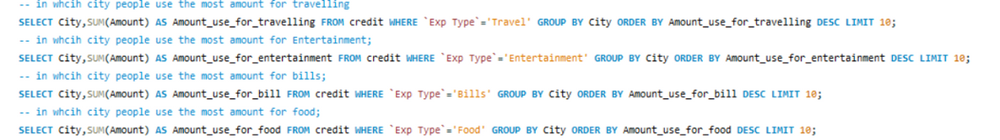 -- in whcih city people use the most amount for travelling
SELECT City,SUM(Amount) AS Amount_use_for_travelling FROM credit WHERE `Exp Type`='Travel' GROUP BY City ORDER BY Amount_use_for_travelling DESC LIMIT 10;
-- in whcih city people use the most amount for Entertainment;
SELECT City,SUM(Amount) AS Amount_use_for_entertainment FROM credit WHERE `Exp Type`='Entertainment' GROUP BY City ORDER BY Amount_use_for_entertainment DESC LIMIT 10;
-- in whcih city people use the most amount for bills;
SELECT City,SUM(Amount) AS Amount_use_for_bill FROM credit WHERE `Exp Type`='Bills' GROUP BY City ORDER BY Amount_use_for_bill DESC LIMIT 10;
-- in whcih city people use the most amount for food;
SELECT City,SUM(Amount) AS Amount_use_for_food FROM credit WHERE `Exp Type`='Food' GROUP BY City ORDER BY Amount_use_for_food DESC LIMIT 10;